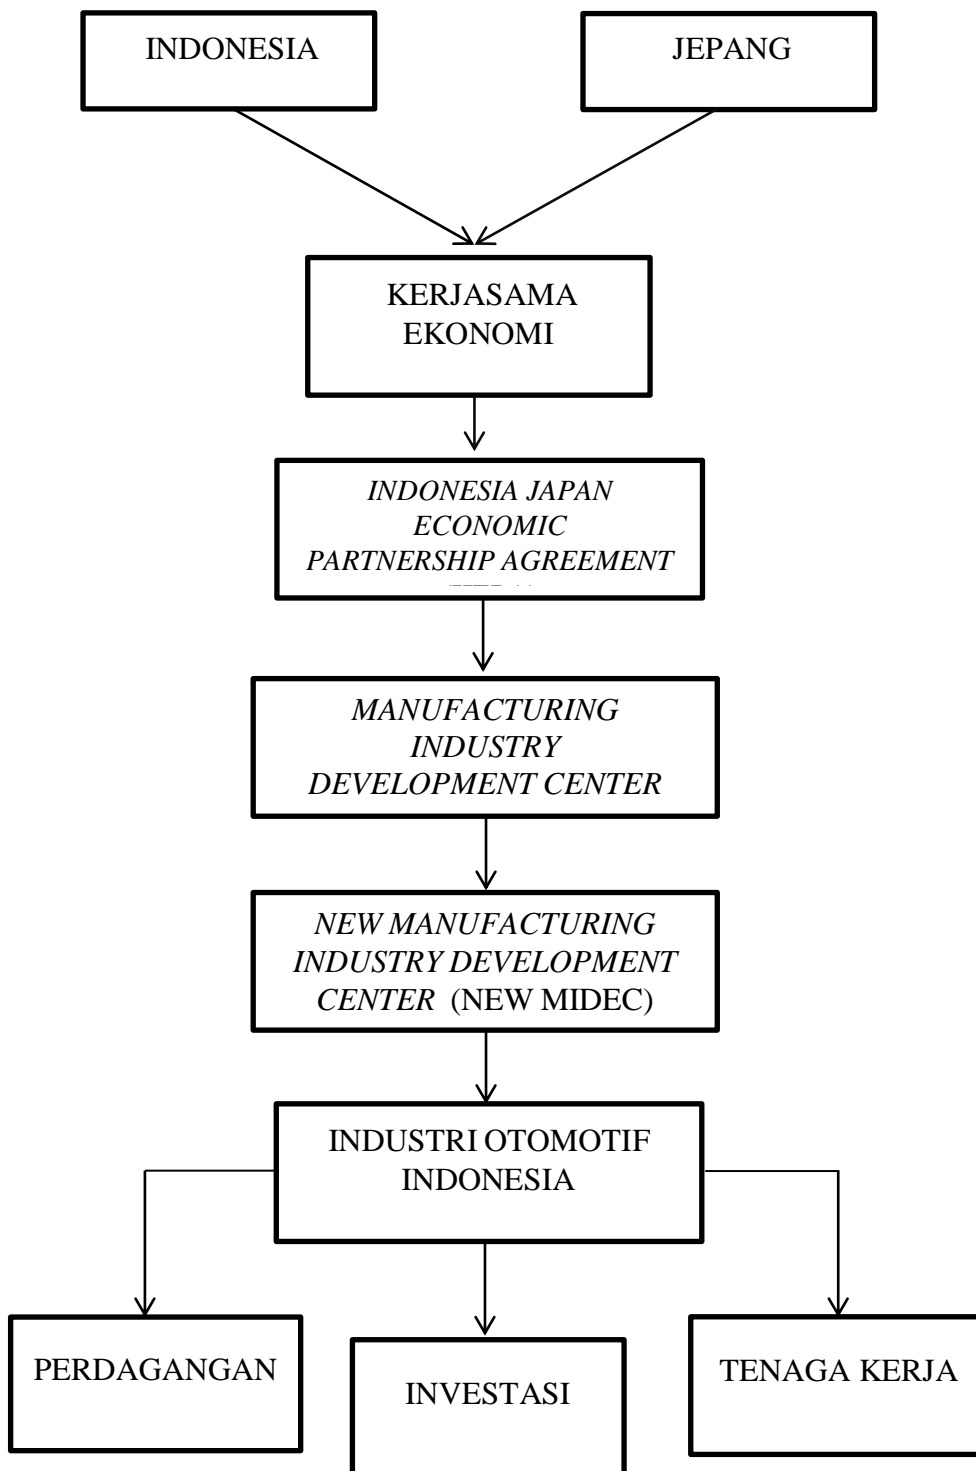 INDONESIA
JEPANG
KERJASAMA
EKONOMI
INDONESIA JAPAN
ECONOMIC
PARTNERSHIP AGREEMENT
MANUFACTURING
INDUSTRY
DEVELOPMENT CENTER
NEW MANUFACTURING
INDUSTRY DEVELOPMENT
CENTER (NEW MIDEC)
INDUSTRI OTOMOTIF
INDONESIA
PERDAGANGAN
INVESTASI
TENAGA KERJA